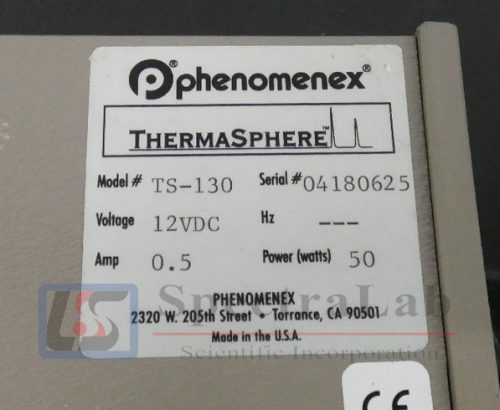 phenomenex®
THERMASPHERE™
Model # TS-130 Serial # 04180625
Voltage 12VDC Hz ---
Amp 0.5 Power (watts) 50
PHENOMENEX
2320 W. 205th Street - Torrance, CA 90501
Made in the U.S.A.
SpectraLab
Scientific Incorporation
CE